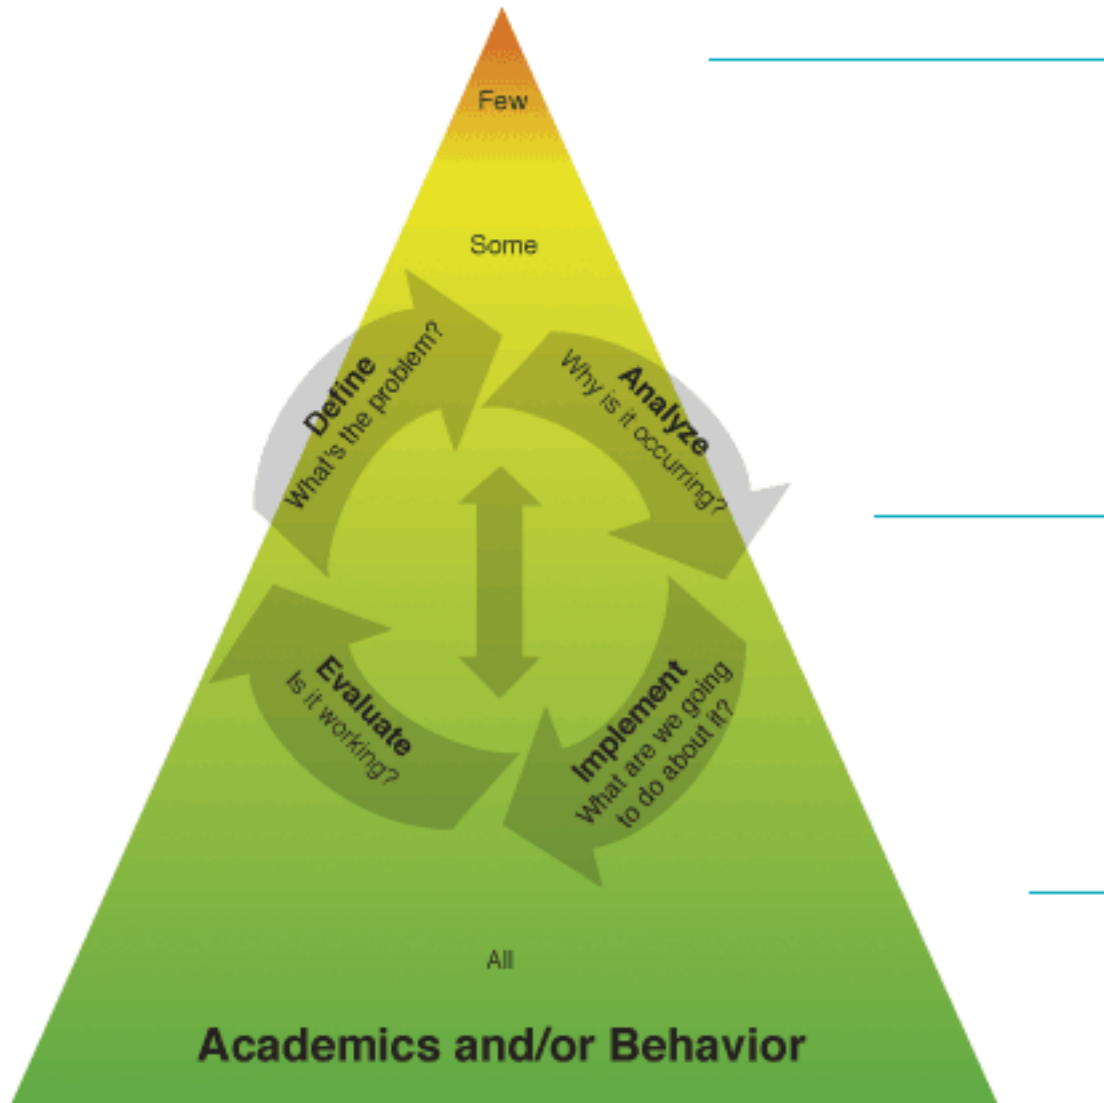 Few
Some
Define
What's the problem?
Analyze
Why is it occurring?
Evaluate
Is it working?
Implement
What are we going
to do about it?
All
Academics and/or Behavior